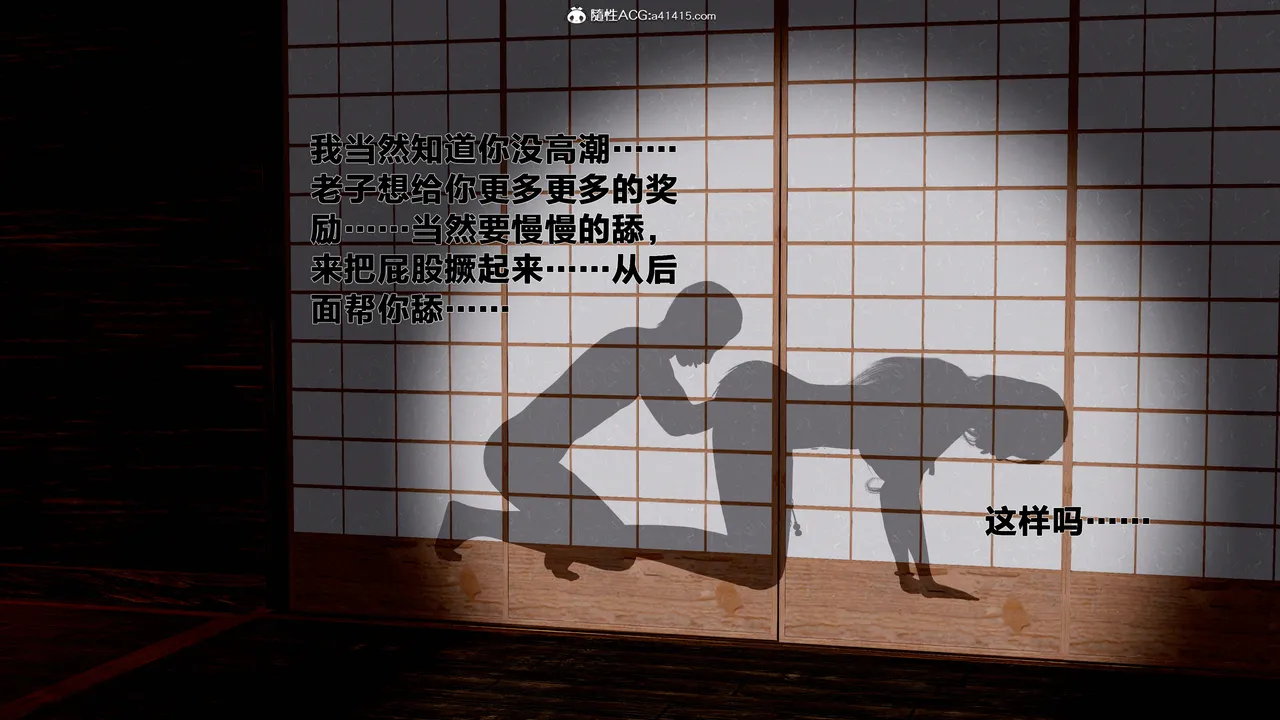 隨性ACG:a41415.com
我当然知道你没高潮……
老子想给你更多更多的奖
励……当然要慢慢的舔，
来把屁股撅起来……从后
面帮你舔……
这样吗……